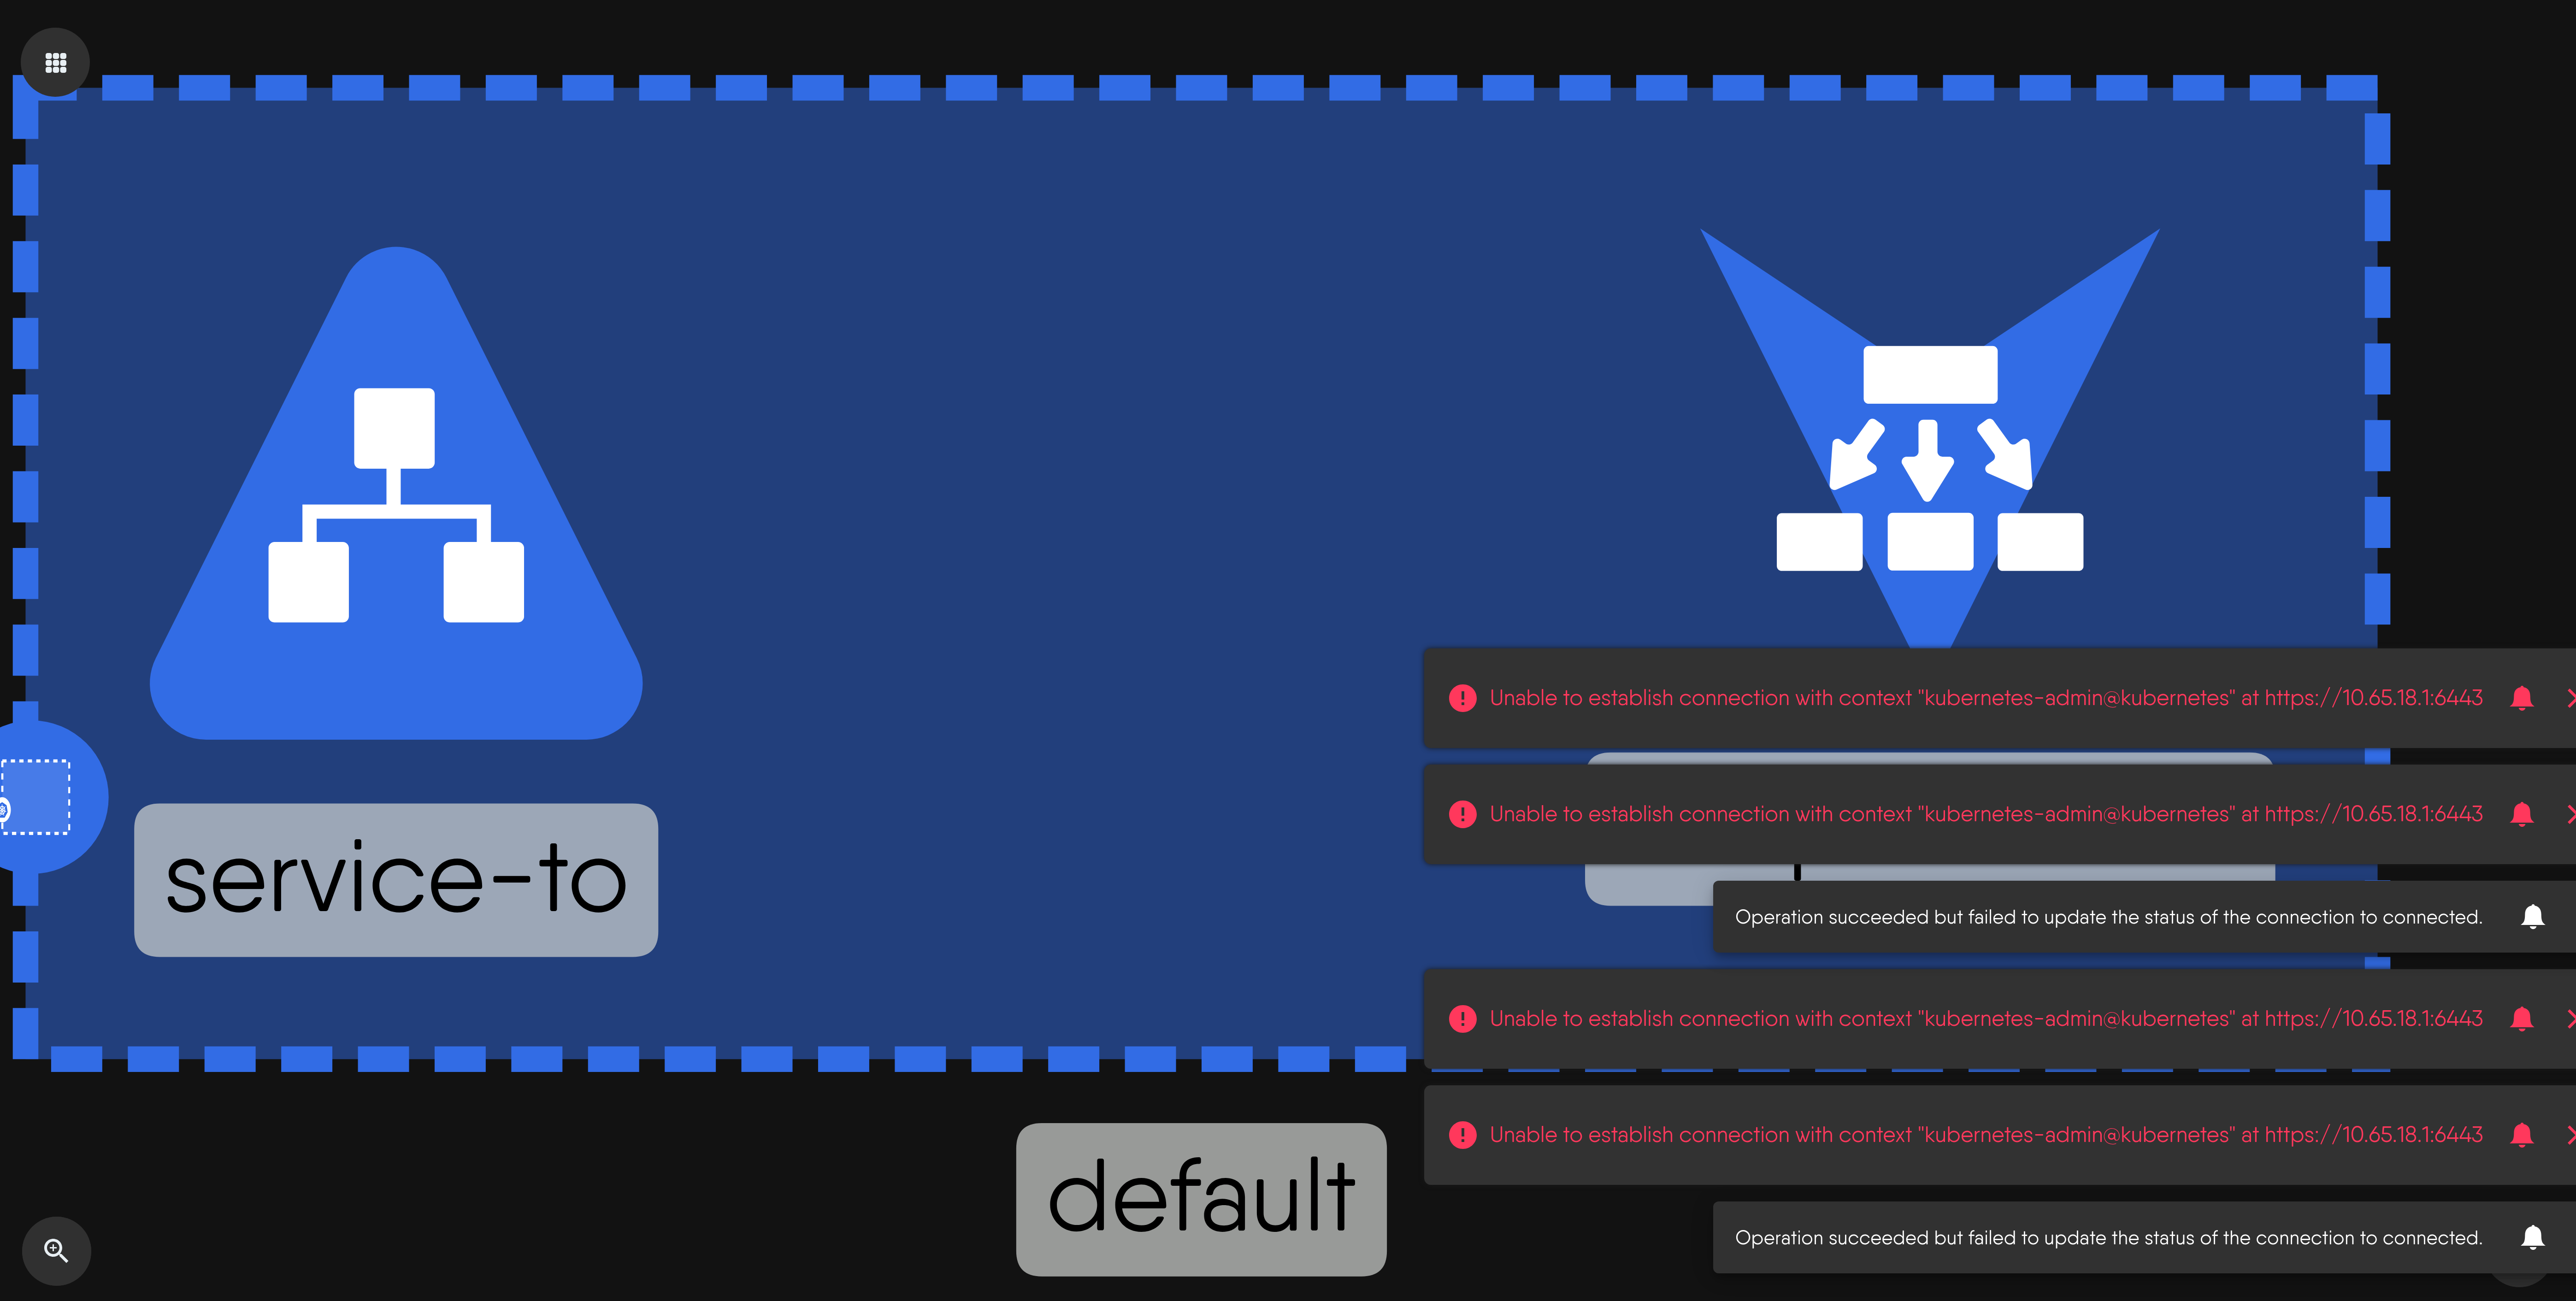 service-to
Unable to establish connection with context "kubernetes-admin@kubernetes" at https://10.65.18.1:6443
Unable to establish connection with context "kubernetes-admin@kubernetes" at https://10.65.18.1:6443
Operation succeeded but failed to update the status of the connection to connected.
Unable to establish connection with context "kubernetes-admin@kubernetes" at https://10.65.18.1:6443
Unable to establish connection with context "kubernetes-admin@kubernetes" at https://10.65.18.1:6443
default
Operation succeeded but failed to update the status of the connection to connected.